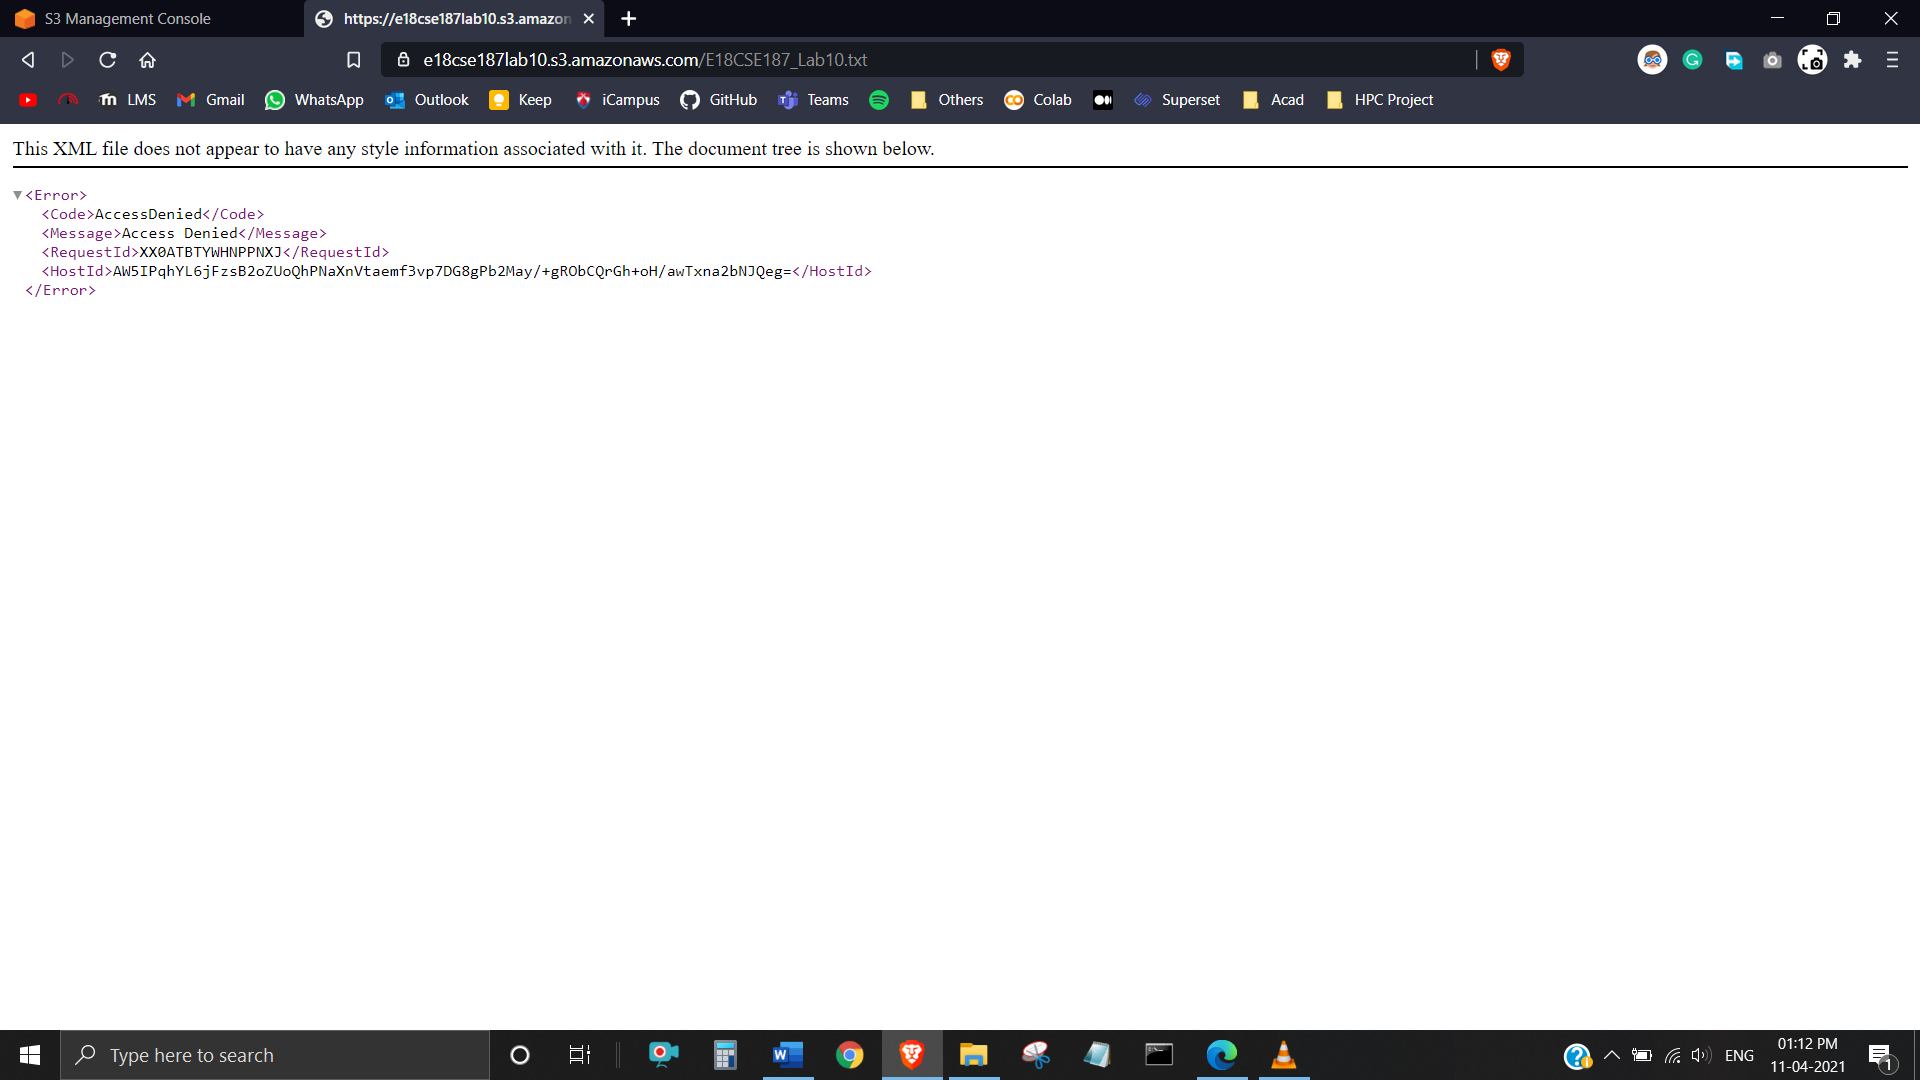 S3 Management Console
https://e18cse187lab10.s3.amazon
e18cse187lab10.s3.amazonaws.com/E18CSE187_Lab10.txt
LMS Gmail WhatsApp Outlook Keep iCampus GitHub Teams Others Colab Superset Acad HPC Project
This XML file does not appear to have any style information associated with it. The document tree is shown below.
<Error>
<Code>AccessDenied</Code>
<Message>Access Denied</Message>
<RequestId>XX0ATBTYWHNPPNXJ</RequestId>
<HostId>AW5IPqhYL6jFzsB2oZUoQhPNaXnVtaemf3vp7DG8gPb2May/+gRObCQrGh+oH/awTxna2bNJQeg=</HostId>
</Error>
Type here to search
ENG
01:12 PM
11-04-2021
1